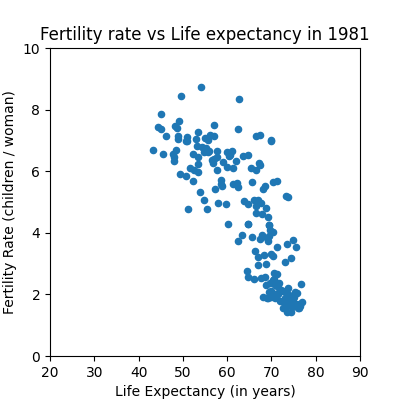 Fertility rate vs Life expectancy in 1981
10
8
6
4
2
0
Fertility Rate (children / woman)
20 30 40 50 60 70 80 90
Life Expectancy (in years)